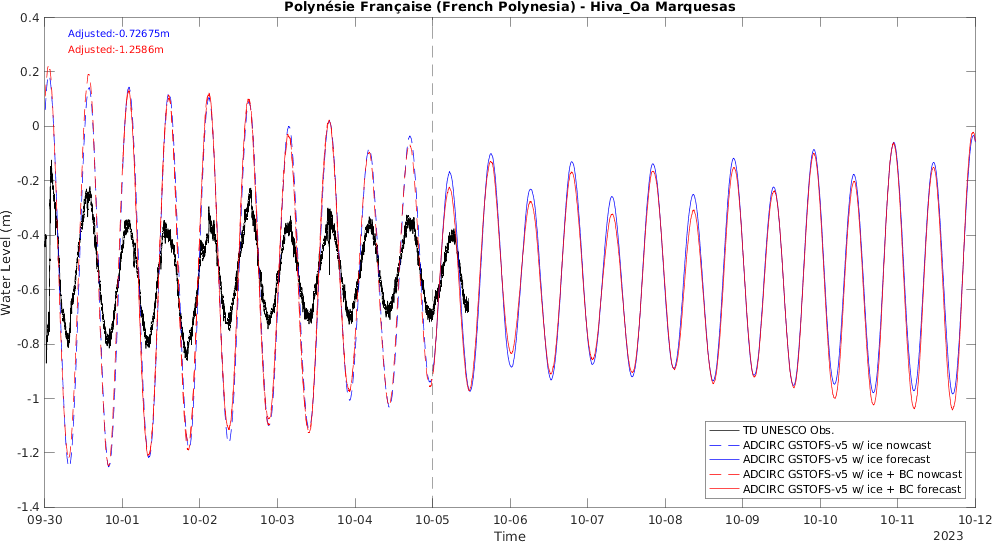 Polynésie Française (French Polynesia) - Hiva_Oa Marquesas
Adjusted:-0.72675m
Adjusted:-1.2586m
0.4
0.2
0
-0.2
-0.4
-0.6
-0.8
-1
-1.2
-1.4
Water Level (m)
TD UNESCO Obs.
ADCIRC GSTOFS-v5 w/ ice nowcast
ADCIRC GSTOFS-v5 w/ ice forecast
ADCIRC GSTOFS-v5 w/ ice + BC nowcast
ADCIRC GSTOFS-v5 w/ ice + BC forecast
09-30 10-01 10-02 10-03 10-04 10-05 10-06 10-07 10-08 10-09 10-10 10-11 10-12
Time
2023